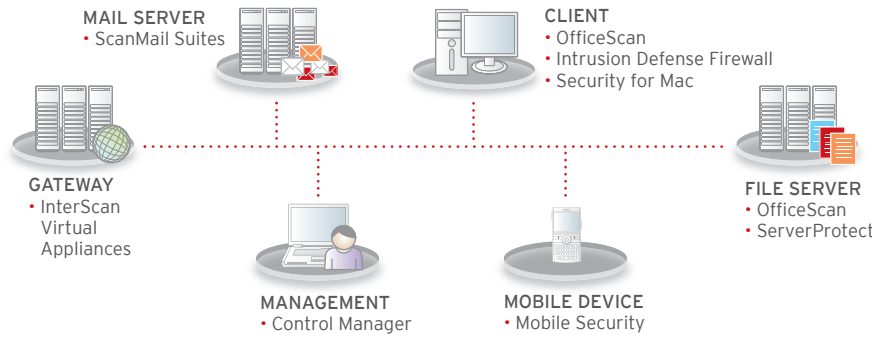 MAIL SERVER
• ScanMail Suites
CLIENT
• OfficeScan
• Intrusion Defense Firewall
• Security for Mac
GATEWAY
• InterScan
Virtual
Appliances
FILE SERVER
• OfficeScan
• ServerProtect
MANAGEMENT
• Control Manager
MOBILE DEVICE
• Mobile Security